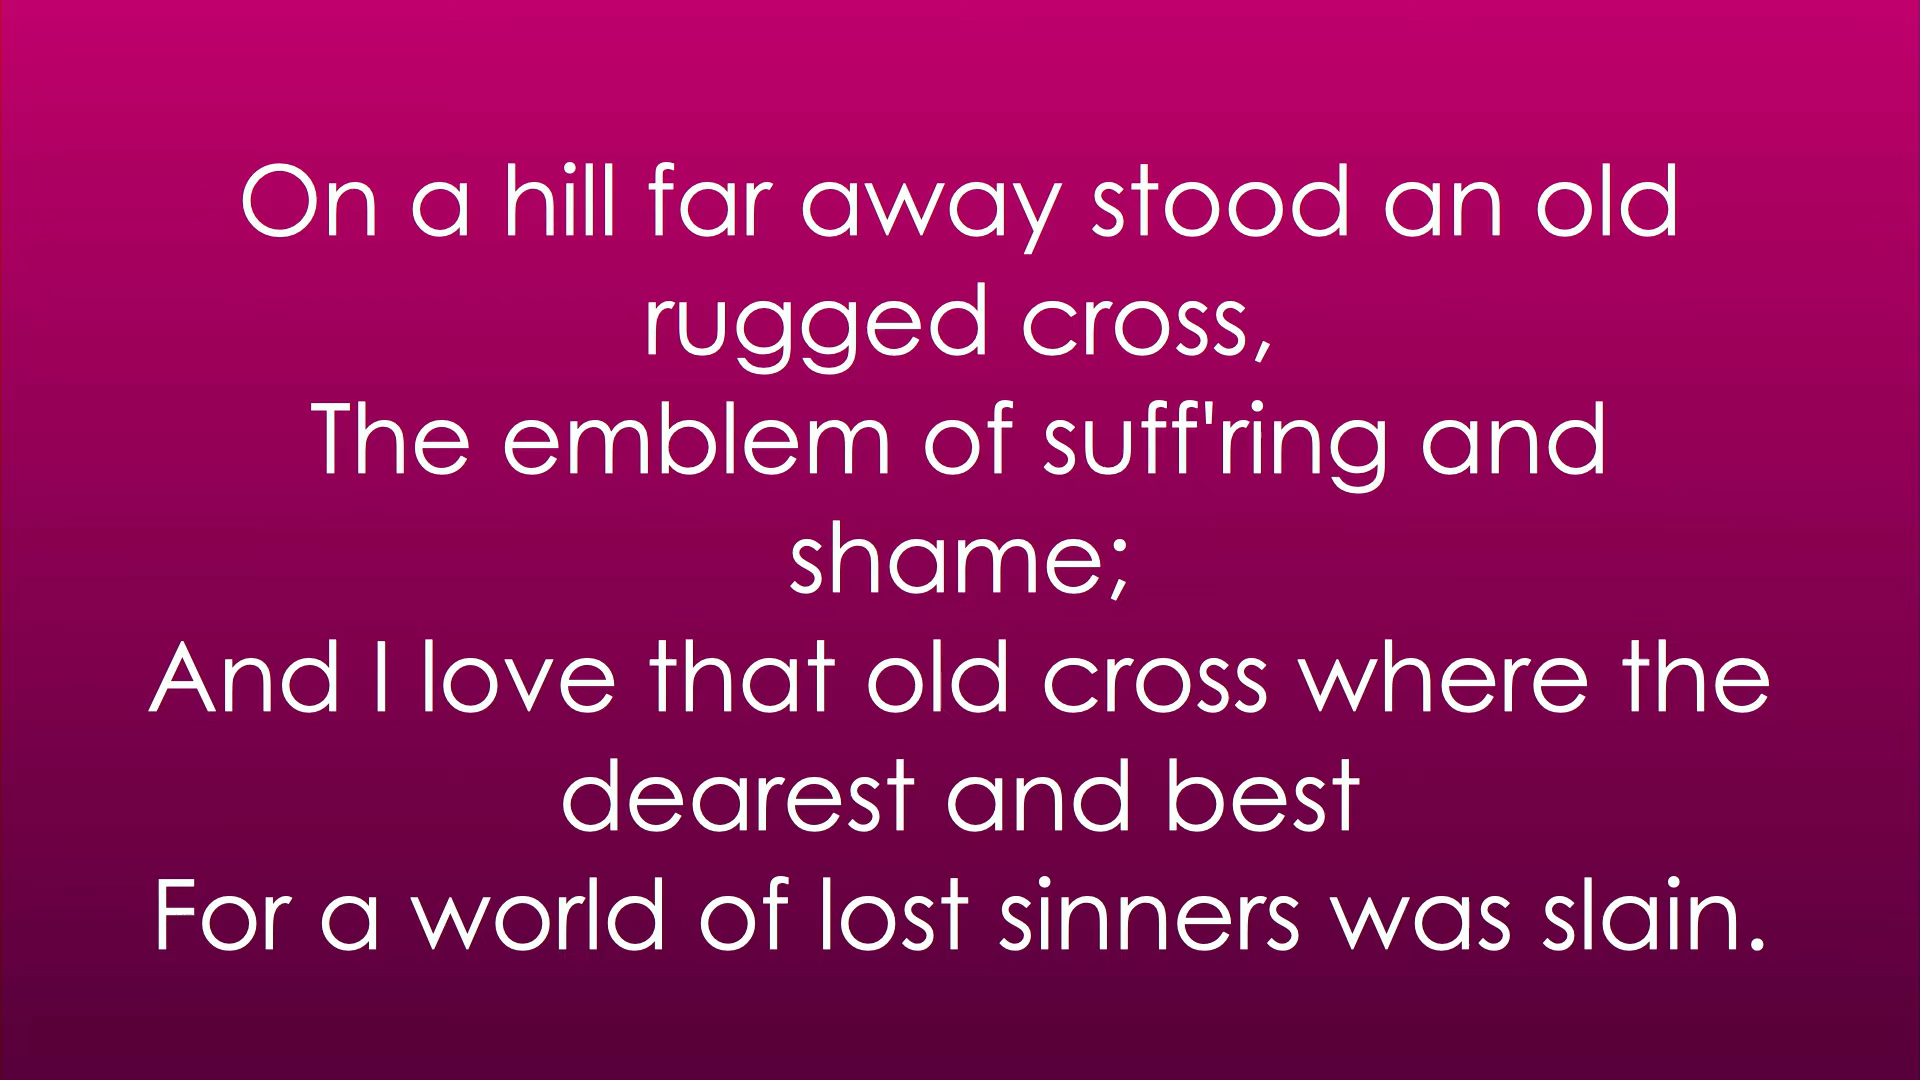 On a hill far away stood an old
rugged cross,
The emblem of suff'ring and
shame;
And I love that old cross where the
dearest and best
For a world of lost sinners was slain.